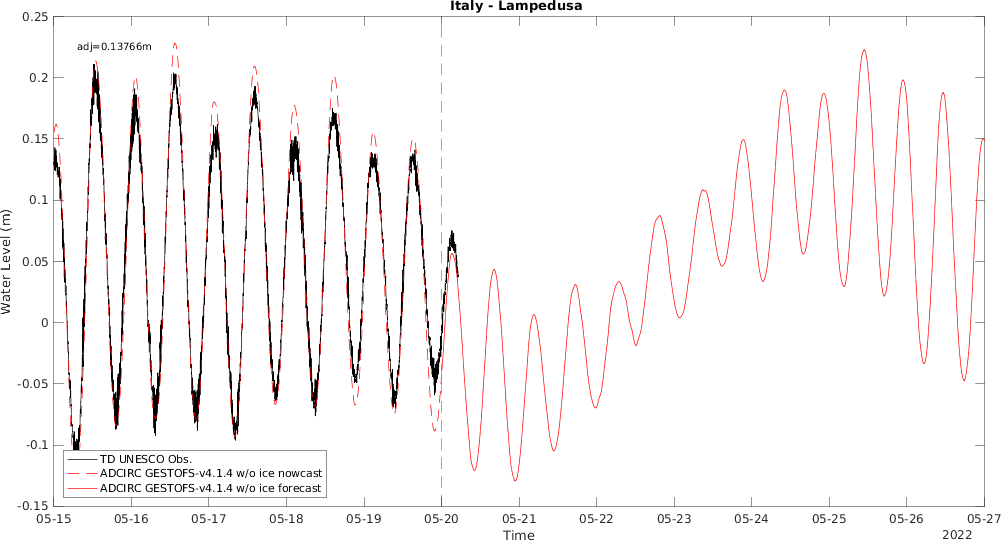 Italy - Lampedusa
adj=0.13766m
Water Level (m)
0.25
0.2
0.15
0.1
0.05
0
-0.05
-0.1
-0.15
TD UNESCO Obs.
ADCIRC GESTOFS-v4.1.4 w/o ice nowcast
ADCIRC GESTOFS-v4.1.4 w/o ice forecast
05-15 05-16 05-17 05-18 05-19 05-20 05-21 05-22 05-23 05-24 05-25 05-26 05-27
Time
2022